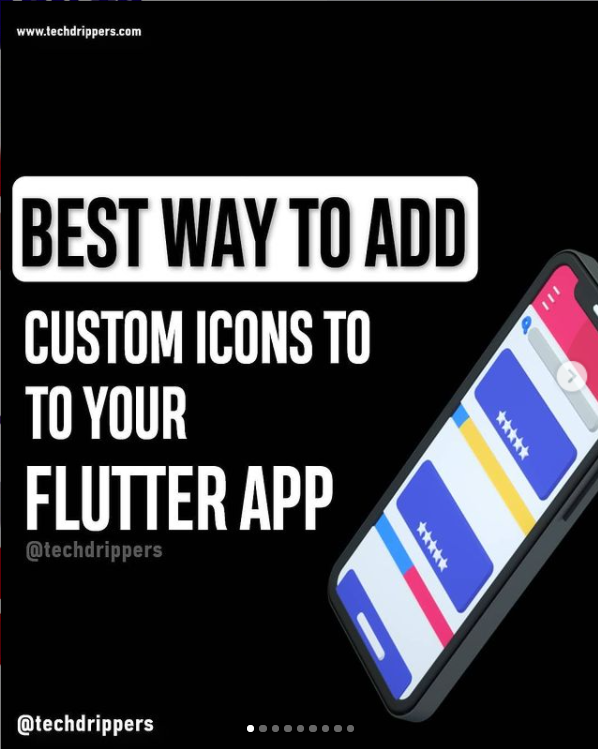 www.techdrippers.com
BEST WAY TO ADD
CUSTOM ICONS TO
TO YOUR
FLUTTER APP
@techdrippers
@techdrippers